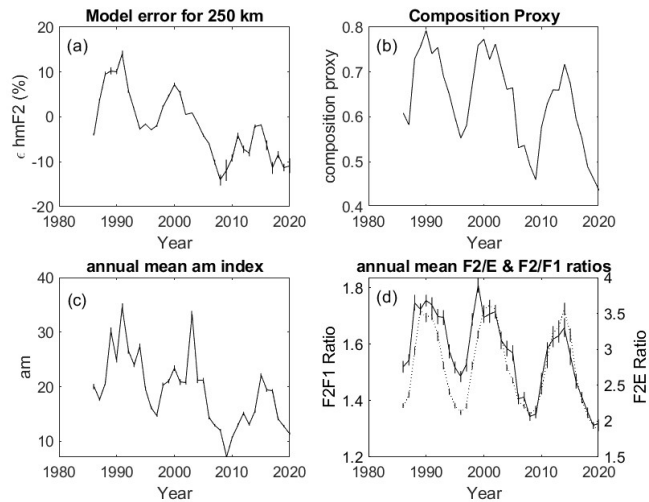 Model error for 250 km
(a)
ϵ hmF2 (%)
20
10
0
-10
-20
1980
1990
2000
2010
2020
Year
Composition Proxy
(b)
composition proxy
0.8
0.7
0.6
0.5
0.4
1980
1990
2000
2010
2020
Year
annual mean am index
(c)
am
40
30
20
10
1980
1990
2000
2010
2020
Year
annual mean F2/E & F2/F1 ratios
(d)
F2F1 Ratio
1.8
1.6
1.4
1.2
4
3.5
3
2.5
2
1.5
F2E Ratio
1980
1990
2000
2010
2020
Year